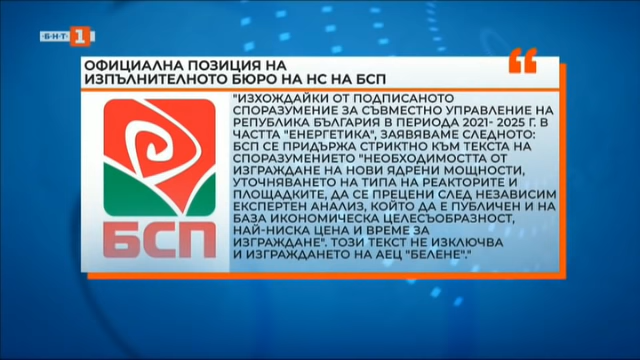 БНТ 1
ОФИЦИАЛНА ПОЗИЦИЯ НА
ИЗПЪЛНИТЕЛНОТО БЮРО НА НС НА БСП
"ИЗХОЖДАЙКИ ОТ ПОДПИСАНОТО
СПОРАЗУМЕНИЕ ЗА СЪВМЕСТНО УПРАВЛЕНИЕ НА
РЕПУБЛИКА БЪЛГАРИЯ В ПЕРИОДА 2021- 2025 Г. В
ЧАСТТА "ЕНЕРГЕТИКА", ЗАЯВЯВАМЕ СЛЕДНОТО:
БСП СЕ ПРИДЪРЖА СТРИКТНО КЪМ ТЕКСТА НА
СПОРАЗУМЕНИЕТО "НЕОБХОДИМОСТТА ОТ
ИЗГРАЖДАНЕ НА НОВИ ЯДРЕНИ МОЩНОСТИ,
УТОЧНЯВАНЕТО НА ТИПА НА РЕАКТОРИТЕ И
ПЛОЩАДКИТЕ, ДА СЕ ПРЕЦЕНИ СЛЕД НЕЗАВИСИМ
ЕКСПЕРТЕН АНАЛИЗ, КОЙТО ДА Е ПУБЛИЧЕН И НА
БАЗА ИКОНОМИЧЕСКА ЦЕЛЕСЪОБРАЗНОСТ,
НАЙ-НИСКА ЦЕНА И ВРЕМЕ ЗА
ИЗГРАЖДАНЕ". ТОЗИ ТЕКСТ НЕ ИЗКЛЮЧВА
И ИЗГРАЖДАНЕТО НА АЕЦ "БЕЛЕНЕ"."
БСП